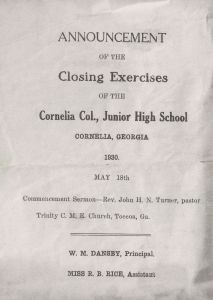 ANNOUNCEMENT
OF THE
Closing Exercises
OF THE
Cornelia Col., Junior High School
CORNELIA, GEORGIA
1930.
MAY 18th
Commencement Sermon—Rev. John H. N. Turner, pastor
Trinity C. M. E. Church, Toccoa, Ga.
W. M. DANSBY, Principal.
MISS R. B. RICE, Assistant